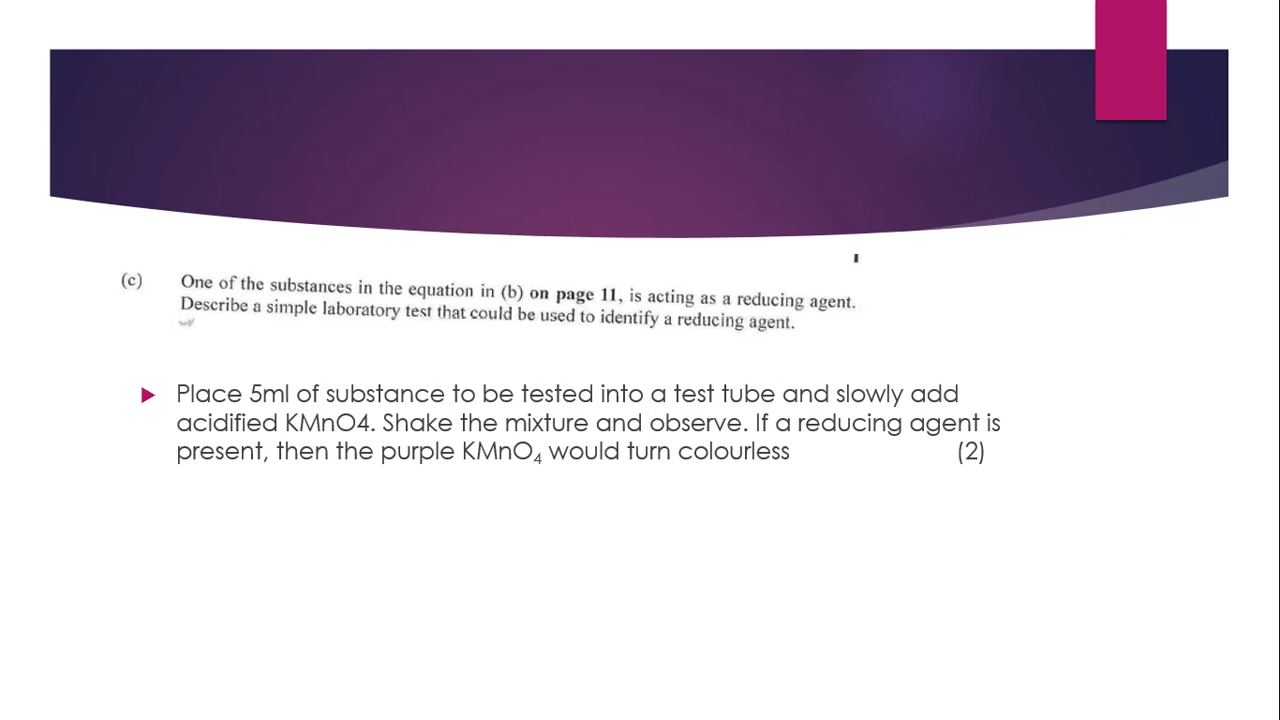 (c) One of the substances in the equation in (b) on page 11, is acting as a reducing agent.
Describe a simple laboratory test that could be used to identify a reducing agent.
Place 5ml of substance to be tested into a test tube and slowly add
acidified KMnO4. Shake the mixture and observe. If a reducing agent is
present, then the purple KMnO₄ would turn colourless (2)